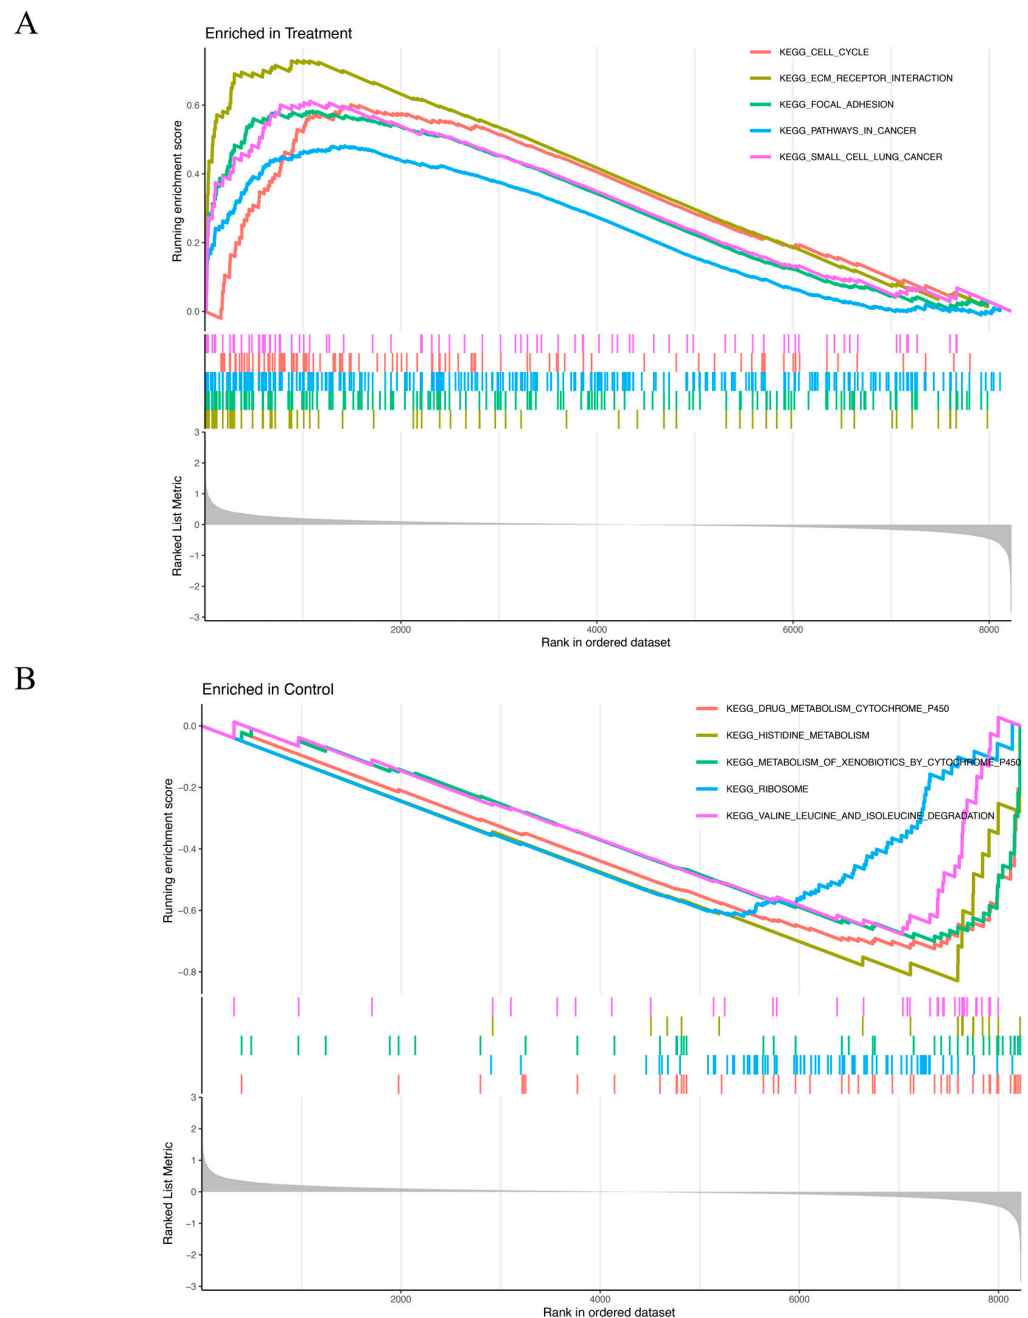 A
Enriched in Treatment
KEGG_CELL_CYCLE
KEGG_ECM_RECEPTOR_INTERACTION
KEGG_FOCAL_ADHESION
KEGG_PATHWAYS_IN_CANCER
KEGG_SMALL_CELL_LUNG_CANCER
Running enrichment score
0.6
0.4
0.2
0.0
Ranked List Metric
3
2
1
0
−1
−2
−3
2000 4000 6000 8000
Rank in ordered dataset
B
Enriched in Control
KEGG_DRUG_METABOLISM_CYTOCHROME_P450
KEGG_HISTIDINE_METABOLISM
KEGG_METABOLISM_OF_XENOBIOTICS_BY_CYTOCHROME_P450
KEGG_RIBOSOME
KEGG_VALINE_LEUCINE_AND_ISOLEUCINE_DEGRADATION
Running enrichment score
0.0
−0.2
−0.4
−0.6
−0.8
Ranked List Metric
3
2
1
0
−1
−2
−3
2000 4000 6000 8000
Rank in ordered dataset